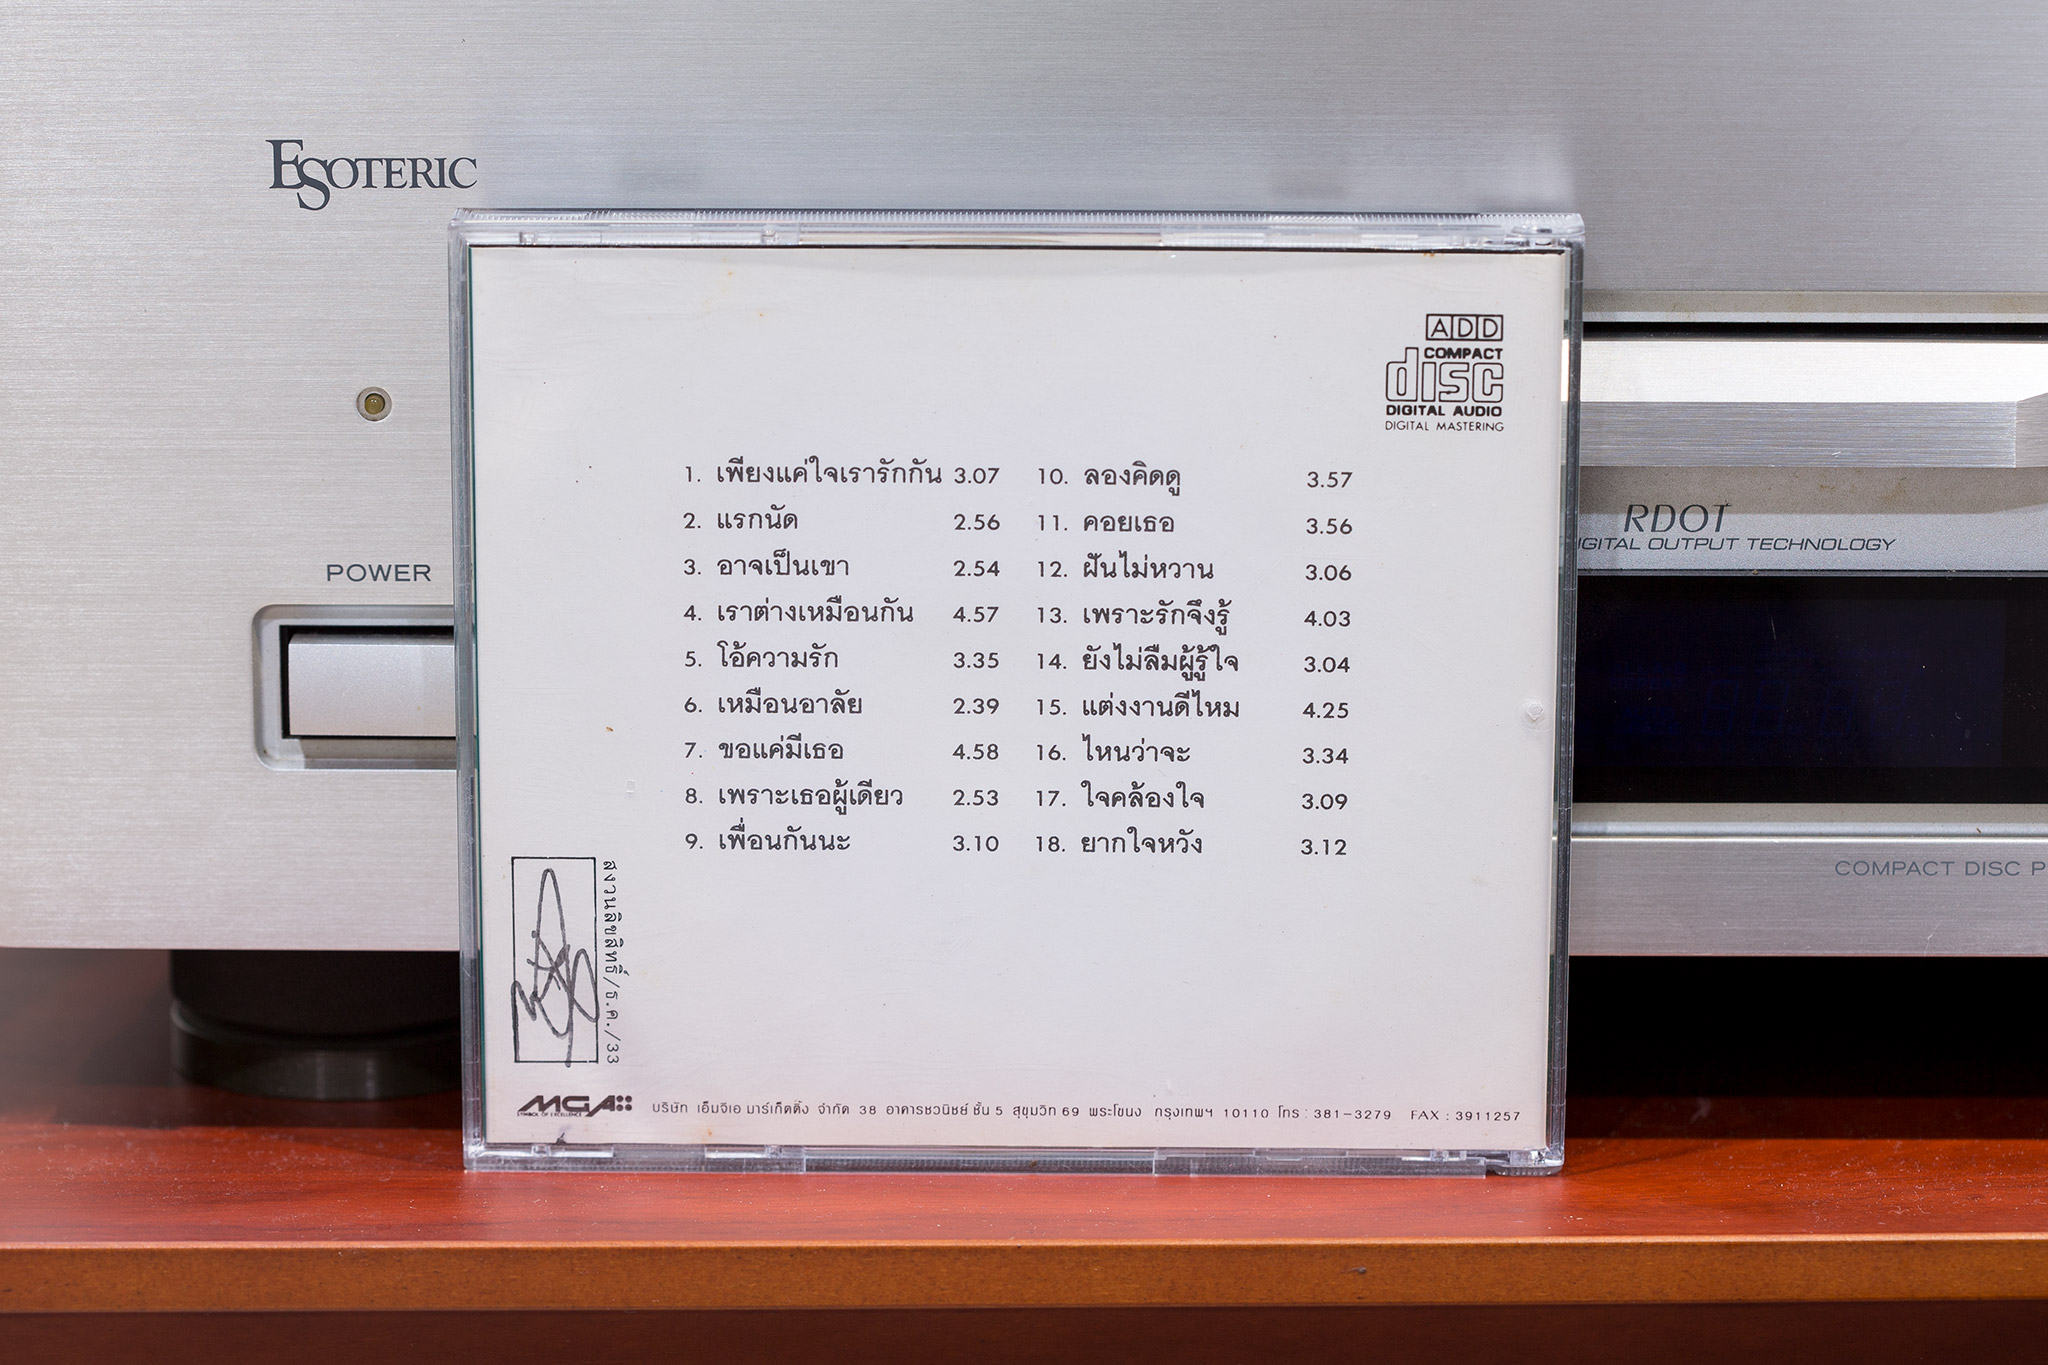 ESOTERIC
ADD
COMPACT
disc
DIGITAL AUDIO
DIGITAL MASTERING
POWER
RDOT
IGITAL OUTPUT TECHNOLOGY
COMPACT DISC P
1. เพียงแค่ใจเรารักกัน 3.07
2. แรกนัด 2.56
3. อาจเป็นเขา 2.54
4. เราต่างเหมือนกัน 4.57
5. โอ้ความรัก 3.35
6. เหมือนอาลัย 2.39
7. ขอแค่มีเธอ 4.58
8. เพราะเธอผู้เดียว 2.53
9. เพื่อนกันนะ 3.10
10. ลองคิดดู 3.57
11. คอยเธอ 3.56
12. ฝันไม่หวาน 3.06
13. เพราะรักจึงรู้ 4.03
14. ยังไม่ลืมผู้รู้ใจ 3.04
15. แต่งงานดีไหม 4.25
16. ไหนว่าจะ 3.34
17. ใจคล้องใจ 3.09
18. ยากใจหวัง 3.12
สงวนลิขสิทธิ์/ธ.ค./33
MGA
SYMBOL OF EXCELLENCE
บริษัท เอ็มจีเอ มาร์เก็ตติ้ง จำกัด 38 อาคารชวนิชย์ ชั้น 5 สุขุมวิท 69 พระโขนง กรุงเทพฯ 10110 โทร : 381-3279 FAX : 3911257